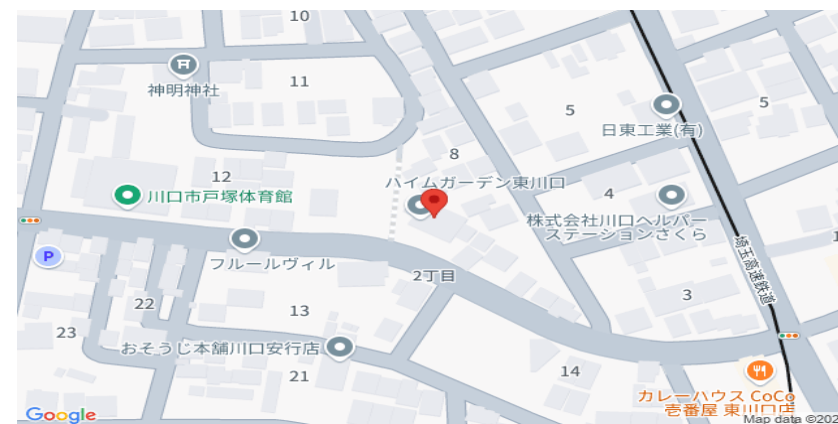 10
神明神社
11
5
5
日東工業(有)
8
12
ハイムガーデン東川口
4
川口市戸塚体育館
株式会社川口ヘルパー
ステーションさくら
1
P
フルールヴィル
2丁目
埼玉高速鉄道
3
22
13
23
おそうじ本舗川口安行店
21
14
カレーハウス CoCo
壱番屋 東川口店
Google
Map data ©202